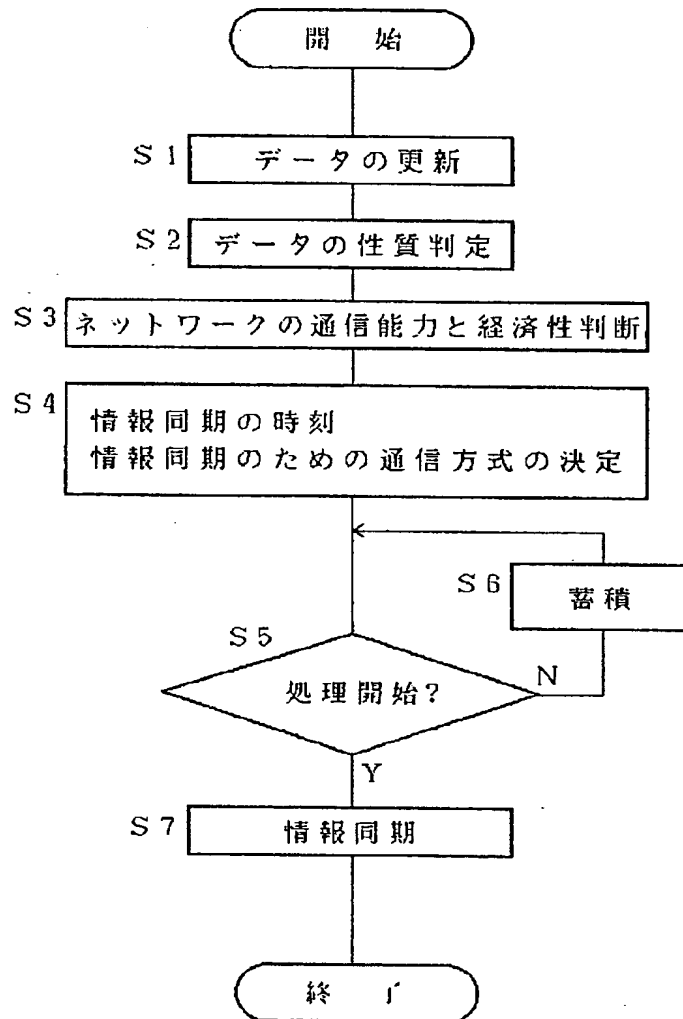 開 始
S1 データの更新
S2 データの性質判定
S3 ネットワークの通信能力と経済性判断
S4 情報同期の時刻
情報同期のための通信方式の決定
S6 蓄積
S5 処理開始?
N
Y
S7 情報同期
終 了